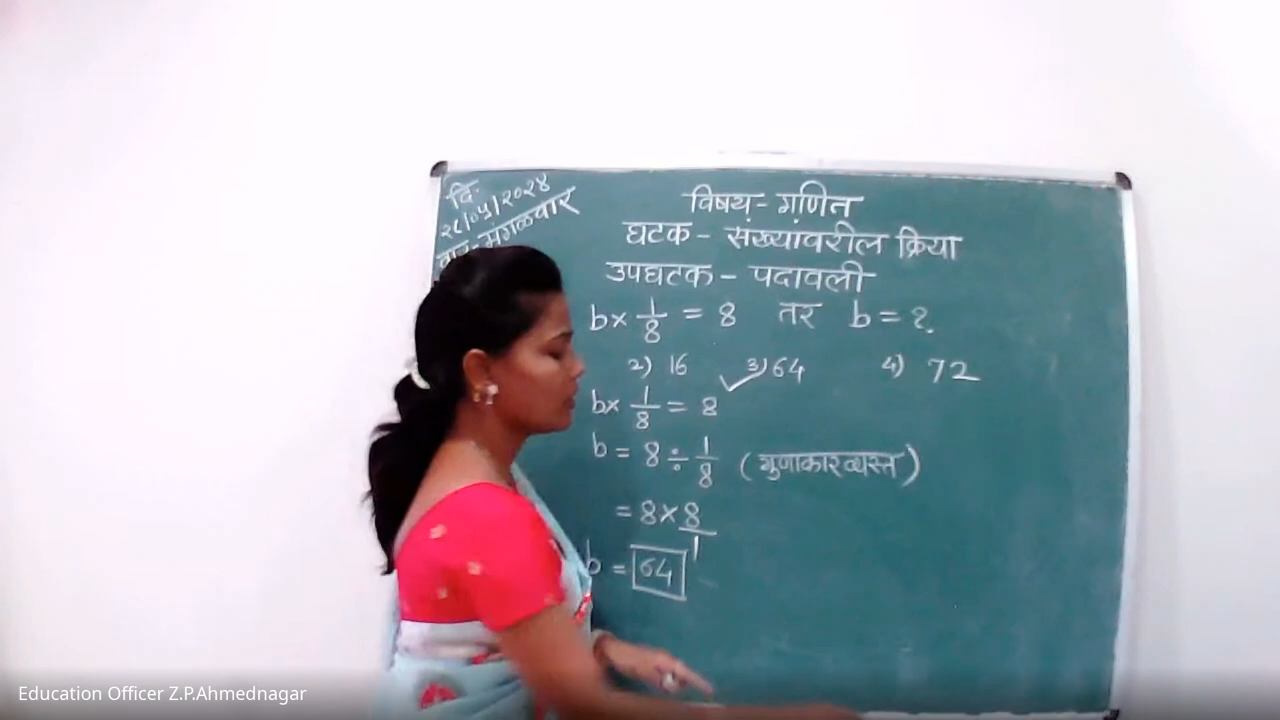 दि.
२८/०५/२०२४
वार-मंगळवार
विषय - गणित
घटक - संख्यांवरील क्रिया
उपघटक - पदावली
b × 1/8 = 8 तर b = ?
2) 16 3) 64 4) 72
b× 1/8 = 8
b = 8 ÷ 1/8 (गुणाकारव्यस्त)
= 8 × 8/1
b = 64
Education Officer Z.P.Ahmednagar